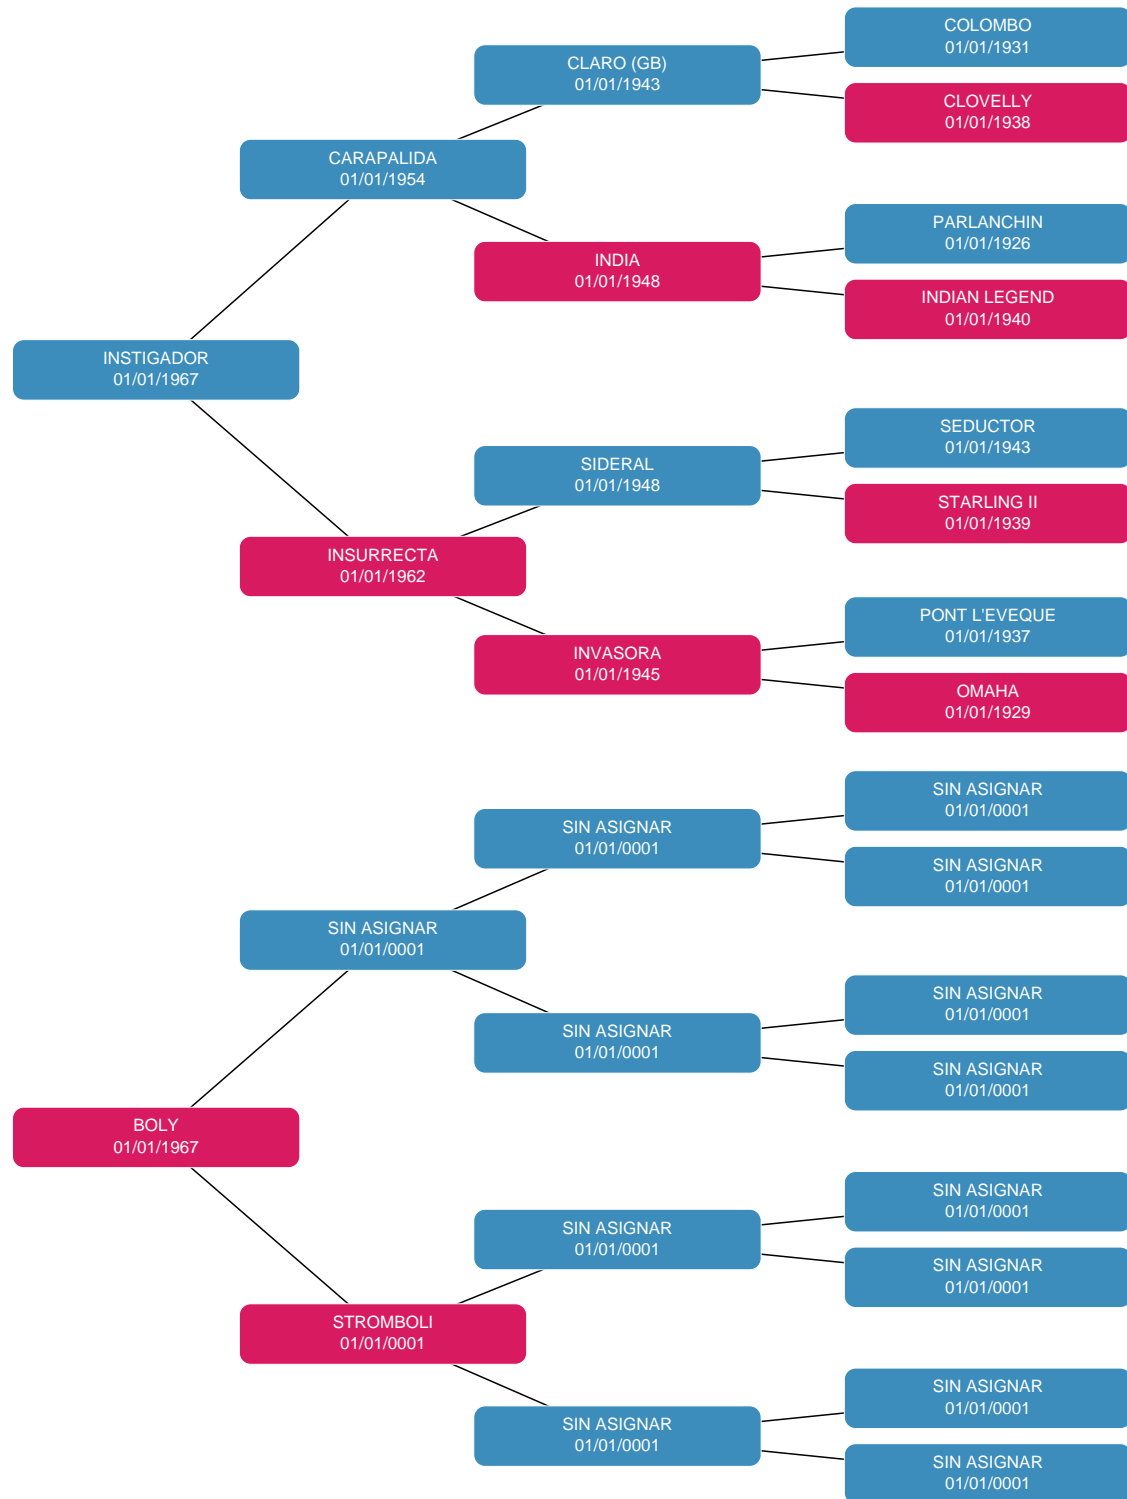 COLOMBO
01/01/1931
CLARO (GB)
01/01/1943
CLOVELLY
01/01/1938
CARAPALIDA
01/01/1954
PARLANCHIN
01/01/1926
INDIA
01/01/1948
INDIAN LEGEND
01/01/1940
INSTIGADOR
01/01/1967
SEDUCTOR
01/01/1943
SIDERAL
01/01/1948
STARLING II
01/01/1939
INSURRECTA
01/01/1962
PONT L'EVEQUE
01/01/1937
INVASORA
01/01/1945
OMAHA
01/01/1929
SIN ASIGNAR
01/01/0001
SIN ASIGNAR
01/01/0001
SIN ASIGNAR
01/01/0001
SIN ASIGNAR
01/01/0001
SIN ASIGNAR
01/01/0001
SIN ASIGNAR
01/01/0001
SIN ASIGNAR
01/01/0001
BOLY
01/01/1967
SIN ASIGNAR
01/01/0001
SIN ASIGNAR
01/01/0001
SIN ASIGNAR
01/01/0001
STROMBOLI
01/01/0001
SIN ASIGNAR
01/01/0001
SIN ASIGNAR
01/01/0001
SIN ASIGNAR
01/01/0001